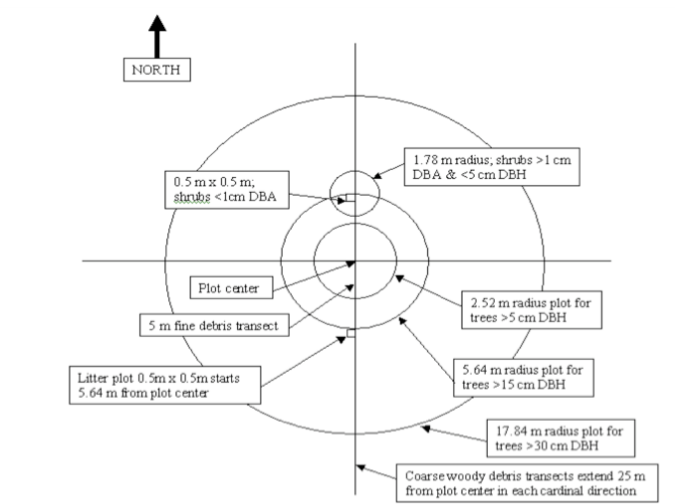 NORTH
1.78 m radius; shrubs >1 cm
DBA & <5 cm DBH
0.5 m x 0.5 m;
shrubs <1cm DBA
Plot center
2.52 m radius plot for
trees >5 cm DBH
5 m fine debris transect
5.64 m radius plot for
trees >15 cm DBH
Litter plot 0.5m x 0.5m starts
5.64 m from plot center
17.84 m radius plot for
trees >30 cm DBH
Coarse woody debris transects extend 25 m
from plot center in each cardinal direction